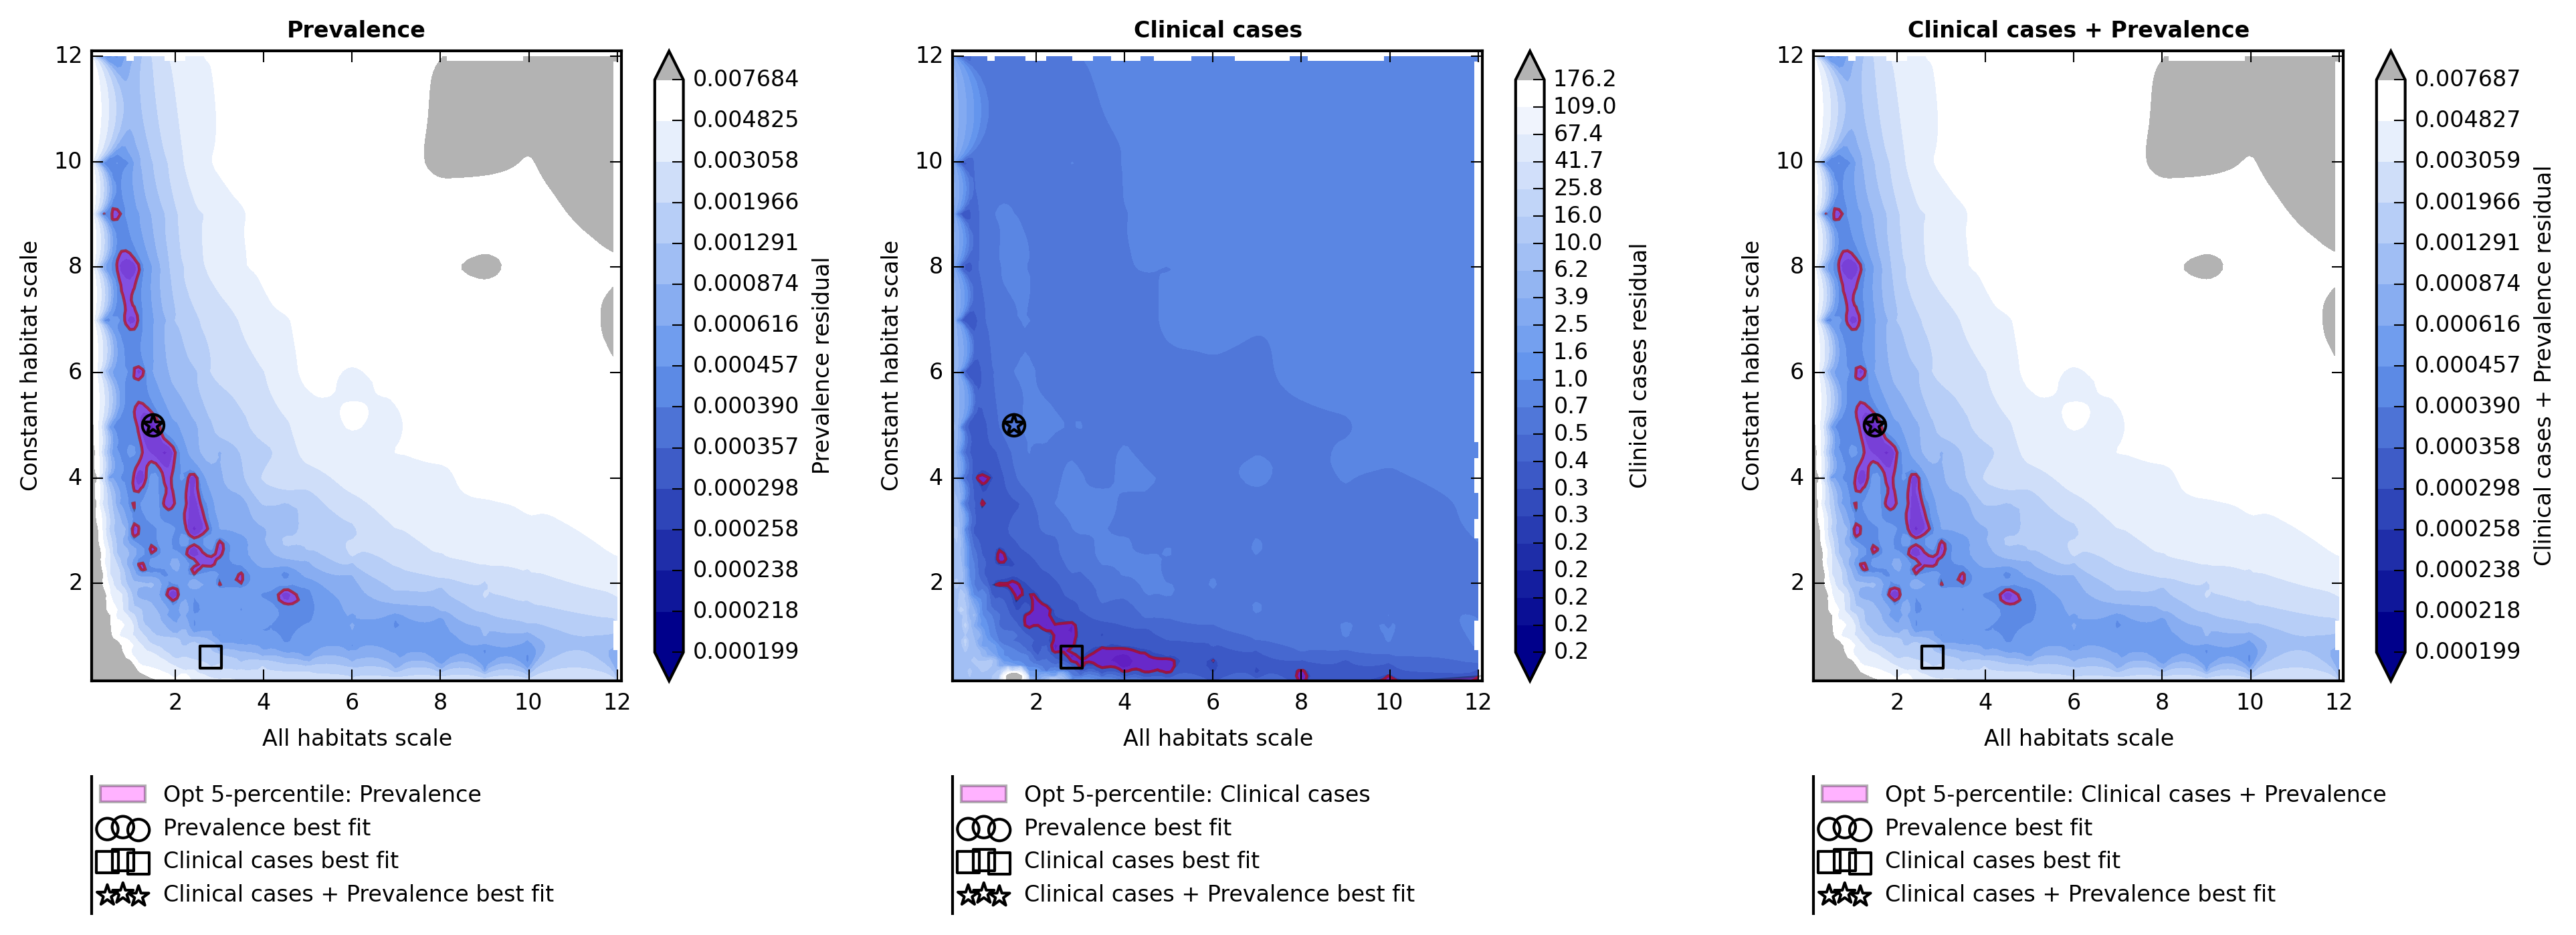 Prevalence
12
10
8
6
4
2
2 4 6 8 10 12
Constant habitat scale
All habitats scale
0.007684
0.004825
0.003058
0.001966
0.001291
0.000874
0.000616
0.000457
0.000390
0.000357
0.000298
0.000258
0.000238
0.000218
0.000199
Prevalence residual
Opt 5-percentile: Prevalence
Prevalence best fit
Clinical cases best fit
Clinical cases + Prevalence best fit
Clinical cases
12
10
8
6
4
2
2 4 6 8 10 12
Constant habitat scale
All habitats scale
176.2
109.0
67.4
41.7
25.8
16.0
10.0
6.2
3.9
2.5
1.6
1.0
0.7
0.5
0.4
0.3
0.3
0.2
0.2
0.2
0.2
0.2
Clinical cases residual
Opt 5-percentile: Clinical cases
Prevalence best fit
Clinical cases best fit
Clinical cases + Prevalence best fit
Clinical cases + Prevalence
12
10
8
6
4
2
2 4 6 8 10 12
Constant habitat scale
All habitats scale
0.007687
0.004827
0.003059
0.001966
0.001291
0.000874
0.000616
0.000457
0.000390
0.000358
0.000298
0.000258
0.000238
0.000218
0.000199
Clinical cases + Prevalence residual
Opt 5-percentile: Clinical cases + Prevalence
Prevalence best fit
Clinical cases best fit
Clinical cases + Prevalence best fit